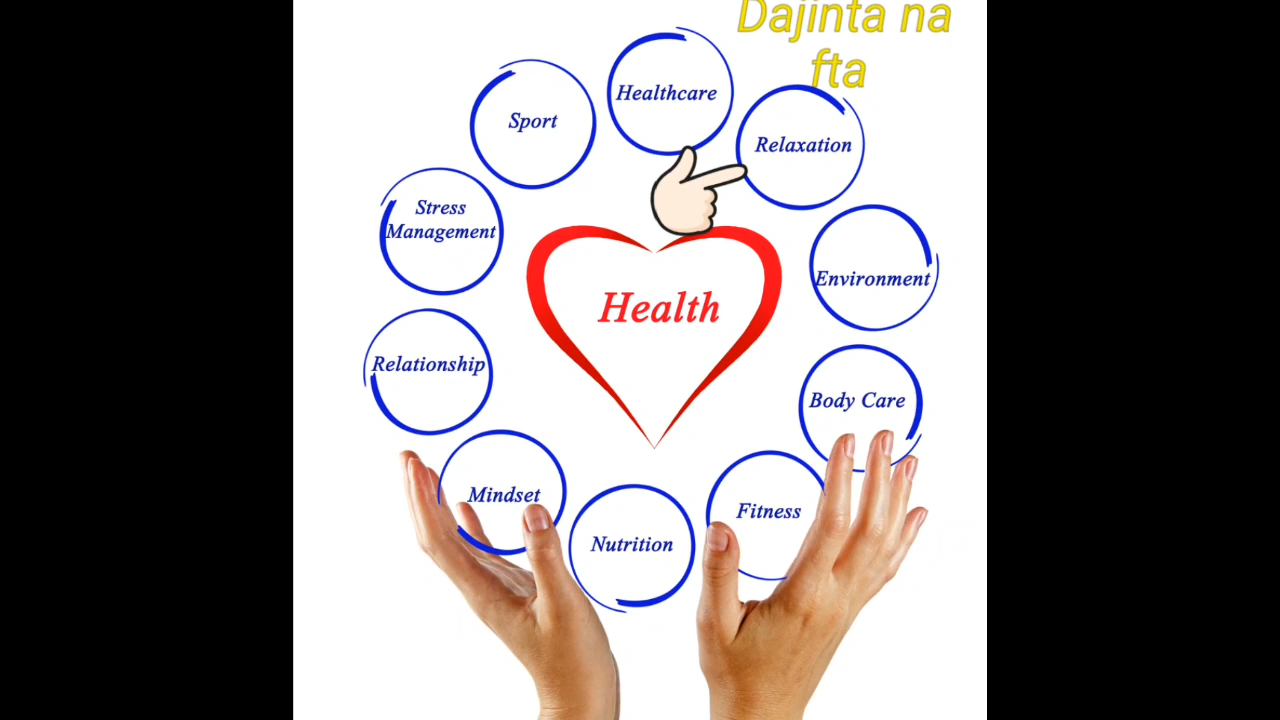 Dajinta na
fta
Healthcare
Sport
Relaxation
Stress
Management
Environment
Health
Relationship
Body Care
Mindset
Fitness
Nutrition